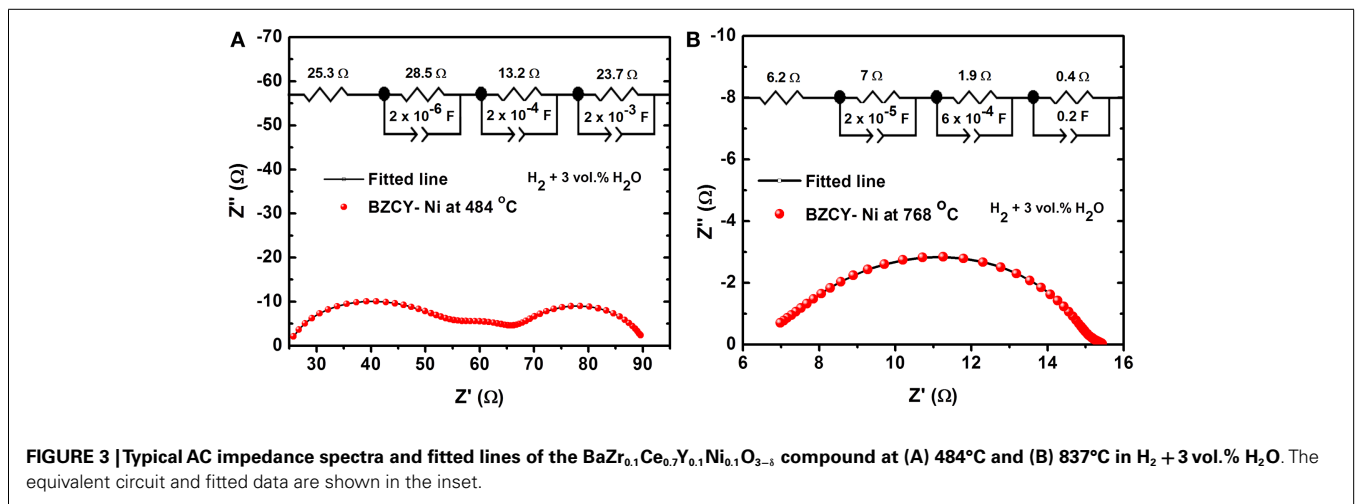 A
-70
-60
-50
-40
-30
-20
-10
0
Z'' (Ω)
25.3 Ω 28.5 Ω 13.2 Ω 23.7 Ω
2 x 10⁻⁶ F 2 x 10⁻⁴ F 2 x 10⁻³ F
Fitted line H₂ + 3 vol.% H₂O
BZCY- Ni at 484 °C
30 40 50 60 70 80 90 100
Z' (Ω)
B
-10
-8
-6
-4
-2
0
Z'' (Ω)
6.2 Ω 7 Ω 1.9 Ω 0.4 Ω
2 x 10⁻⁵ F 6 x 10⁻⁴ F 0.2 F
Fitted line
BZCY- Ni at 768 °C H₂ + 3 vol.% H₂O
6 8 10 12 14 16
Z' (Ω)
FIGURE 3 | Typical AC impedance spectra and fitted lines of the BaZr₀.₁Ce₀.₇Y₀.₁Ni₀.₁O₃₋δ compound at (A) 484°C and (B) 837°C in H₂ + 3 vol.% H₂O. The
equivalent circuit and fitted data are shown in the inset.